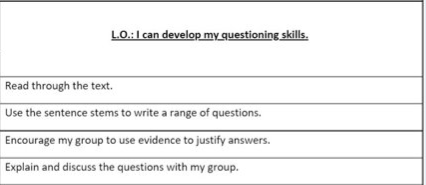 L.O.: I can develop my questioning skills.
Read through the text.
Use the sentence stems to write a range of questions.
Encourage my group to use evidence to justify answers.
Explain and discuss the questions with my group.